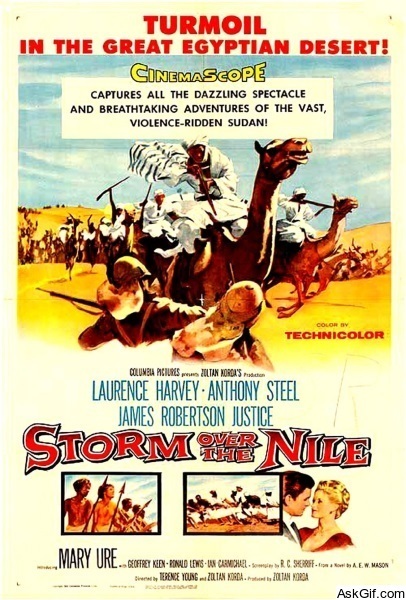 TURMOIL
IN THE GREAT EGYPTIAN DESERT!
CINEMASCOPE
CAPTURES ALL THE DAZZLING SPECTACLE
AND BREATHTAKING ADVENTURES OF THE VAST,
VIOLENCE-RIDDEN SUDAN!
COLOR BY
TECHNICOLOR
COLUMBIA PICTURES presents ZOLTAN KORDA'S Production
LAURENCE HARVEY · ANTHONY STEEL
JAMES ROBERTSON JUSTICE
STORM OVER THE NILE
introducing MARY URE with GEOFFREY KEEN · RONALD LEWIS · IAN CARMICHAEL · Screenplay by R. C. SHERRIFF · From a Novel by A. E. W. MASON
Directed by TERENCE YOUNG and ZOLTAN KORDA · Produced by ZOLTAN KORDA
AskGif.com